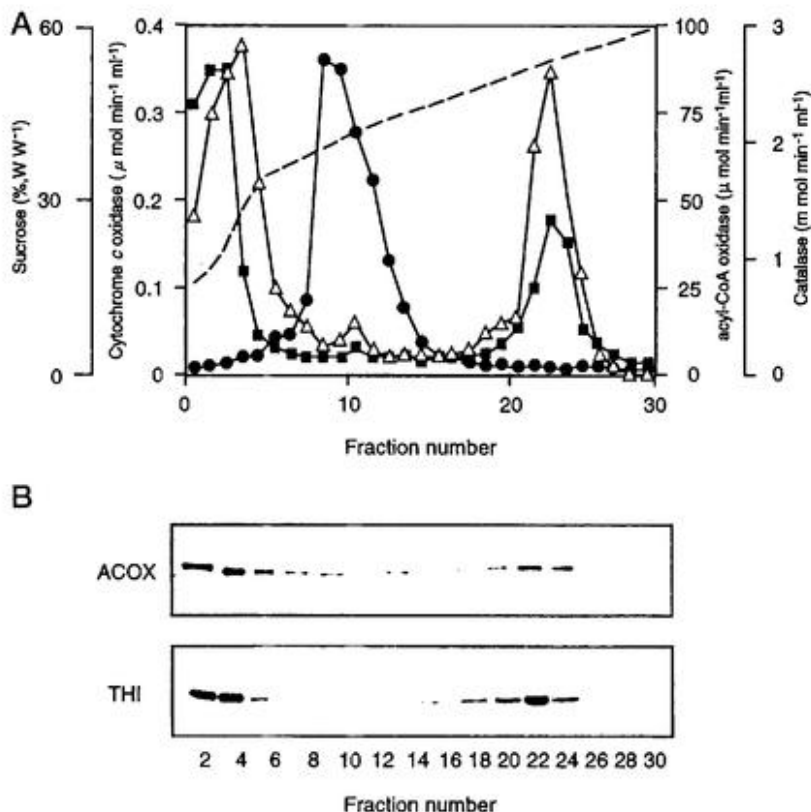 A
60
30
0
Sucrose (%,W W⁻¹)
0.4
0.3
0.2
0.1
0
Cytochrome c oxidase ( μ mol min⁻¹ ml⁻¹)
100
75
50
25
0
acyl-CoA oxidase (μ mol min⁻¹ml⁻¹)
3
2
1
0
Catalase (m mol min⁻¹ ml⁻¹)
0 10 20 30
Fraction number
B
ACOX
THI
2 4 6 8 10 12 14 16 18 20 22 24 26 28 30
Fraction number